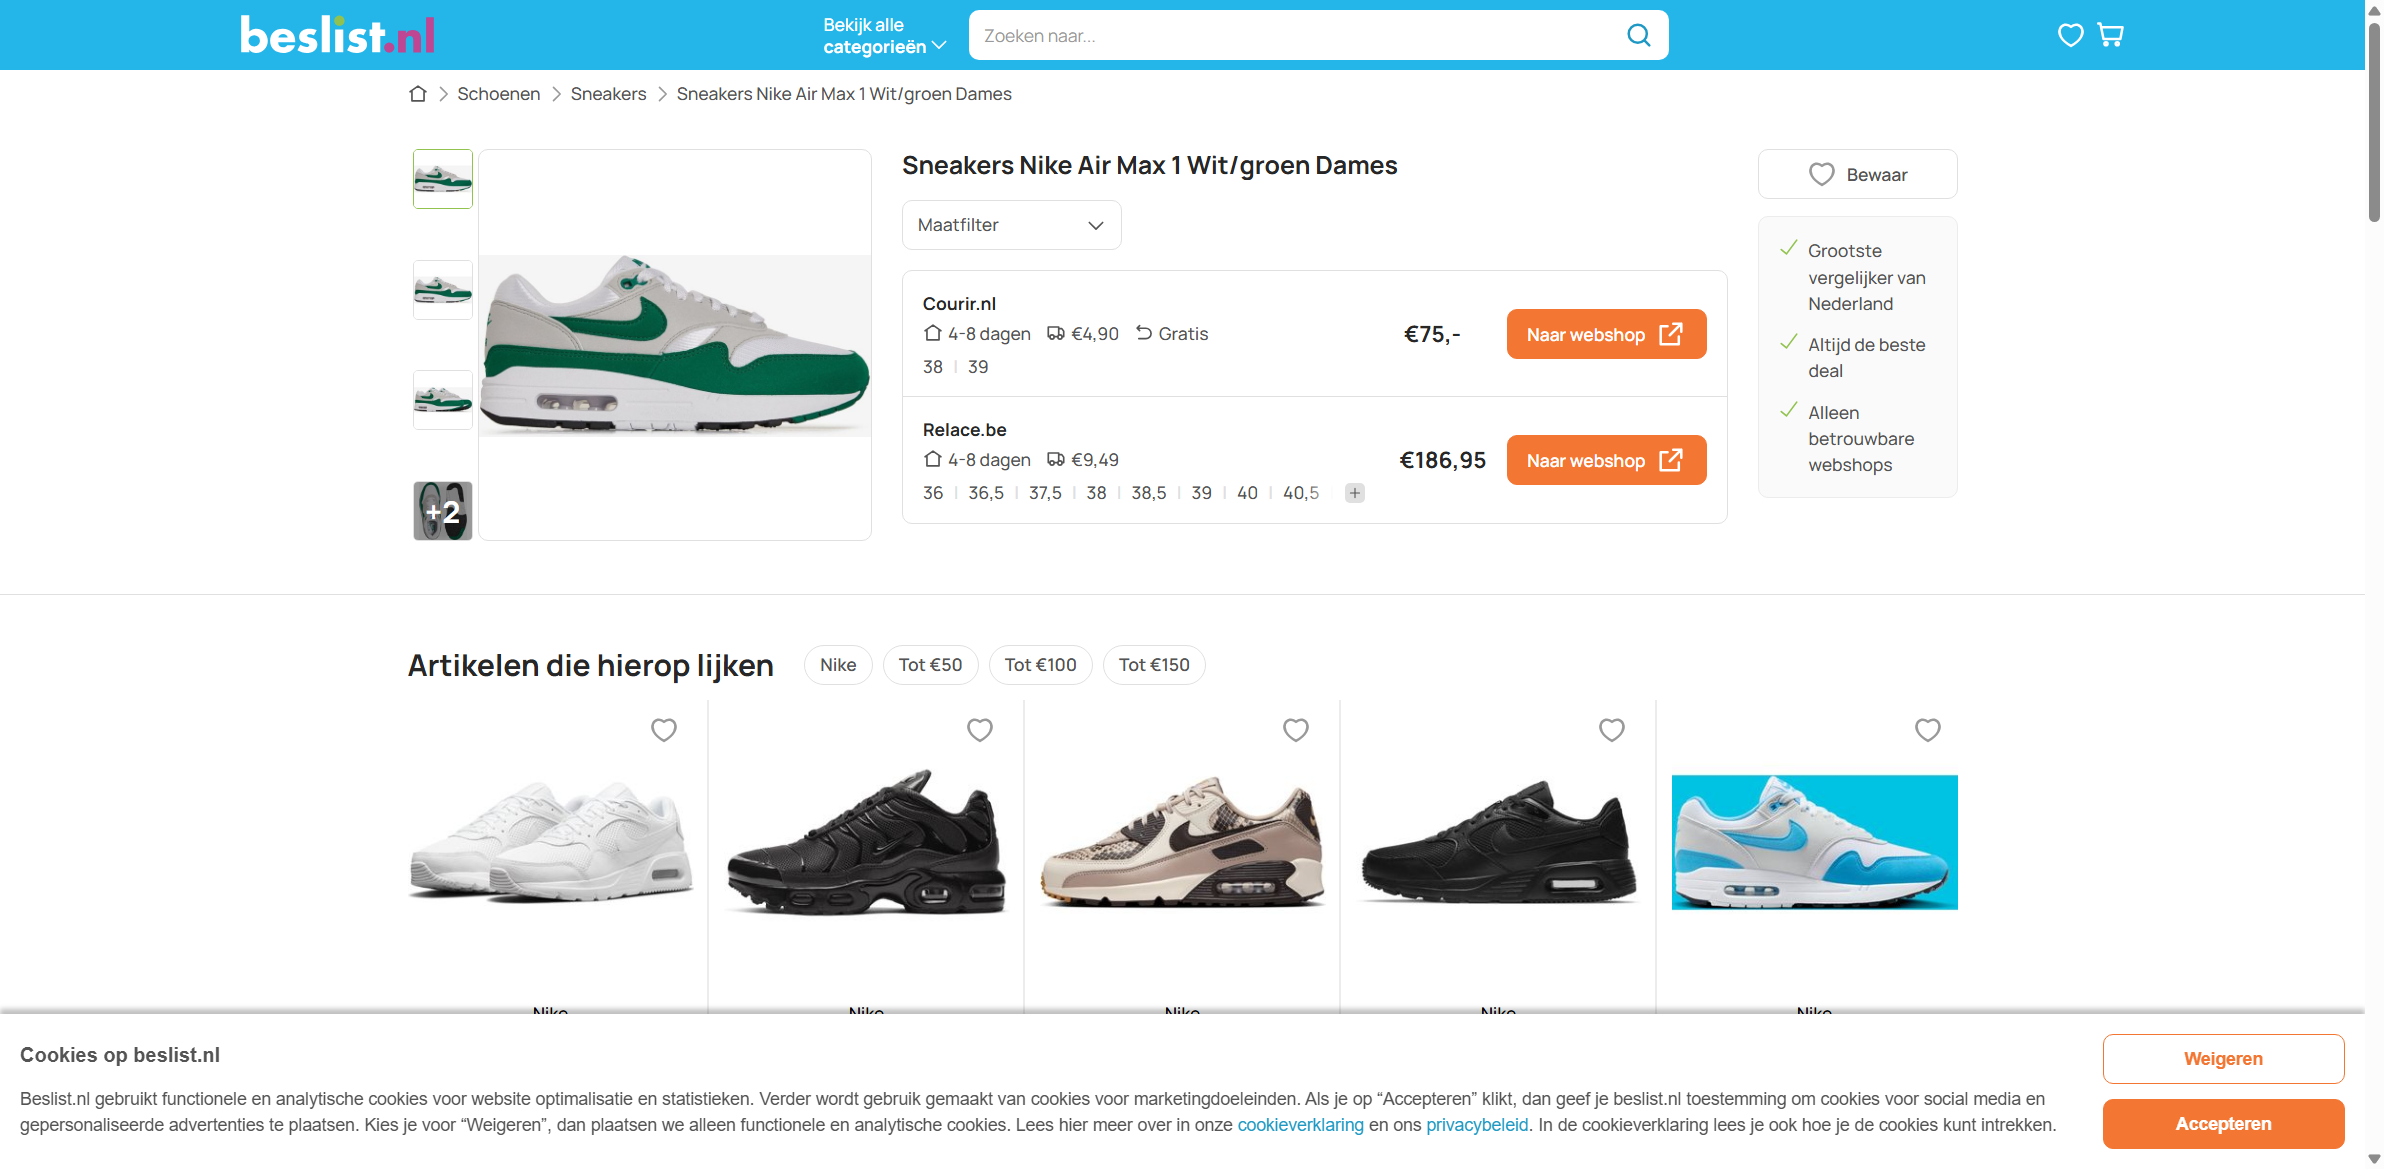 beslist.nl
Bekijk alle
categorieën
Zoeken naar...
Schoenen
Sneakers
Sneakers Nike Air Max 1 Wit/groen Dames
+2
Sneakers Nike Air Max 1 Wit/groen Dames
Maatfilter
Courir.nl
4-8 dagen €4,90 Gratis
38 39
€75,-
Naar webshop
Relace.be
4-8 dagen €9,49
36 36,5 37,5 38 38,5 39 40 40,5 +
€186,95
Naar webshop
Bewaar
Grootste
vergelijker van
Nederland
Altijd de beste
deal
Alleen
betrouwbare
webshops
Artikelen die hierop lijken
Nike
Tot €50
Tot €100
Tot €150
Nike
Nike
Nike
Nike
Nike
Cookies op beslist.nl
Beslist.nl gebruikt functionele en analytische cookies voor website optimalisatie en statistieken. Verder wordt gebruik gemaakt van cookies voor marketingdoeleinden. Als je op “Accepteren” klikt, dan geef je beslist.nl toestemming om cookies voor social media en
gepersonaliseerde advertenties te plaatsen. Kies je voor “Weigeren”, dan plaatsen we alleen functionele en analytische cookies. Lees hier meer over in onze cookieverklaring en ons privacybeleid. In de cookieverklaring lees je ook hoe je de cookies kunt intrekken.
Weigeren
Accepteren